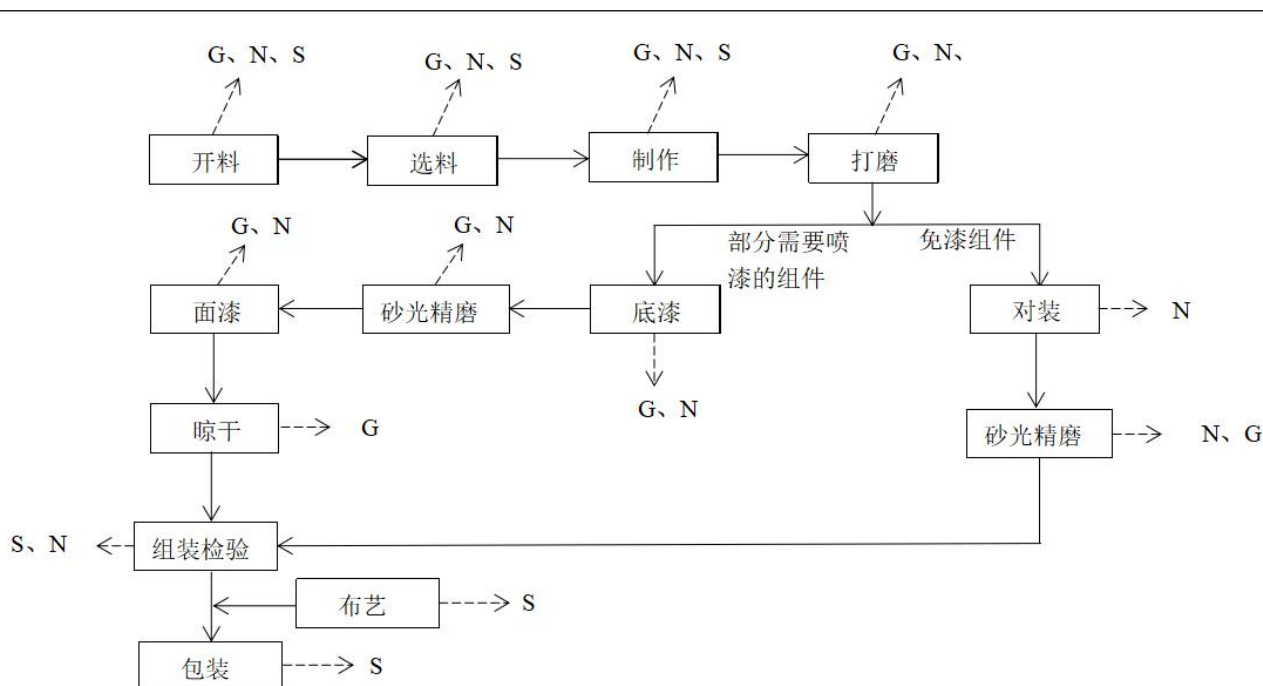 G、N、S
G、N、S
G、N、S
G、N、
开料
选料
制作
打磨
G、N
G、N
部分需要喷
漆的组件
免漆组件
面漆
砂光精磨
底漆
对装
N
G、N
晾干
G
砂光精磨
N、G
S、N
组装检验
布艺
S
包装
S